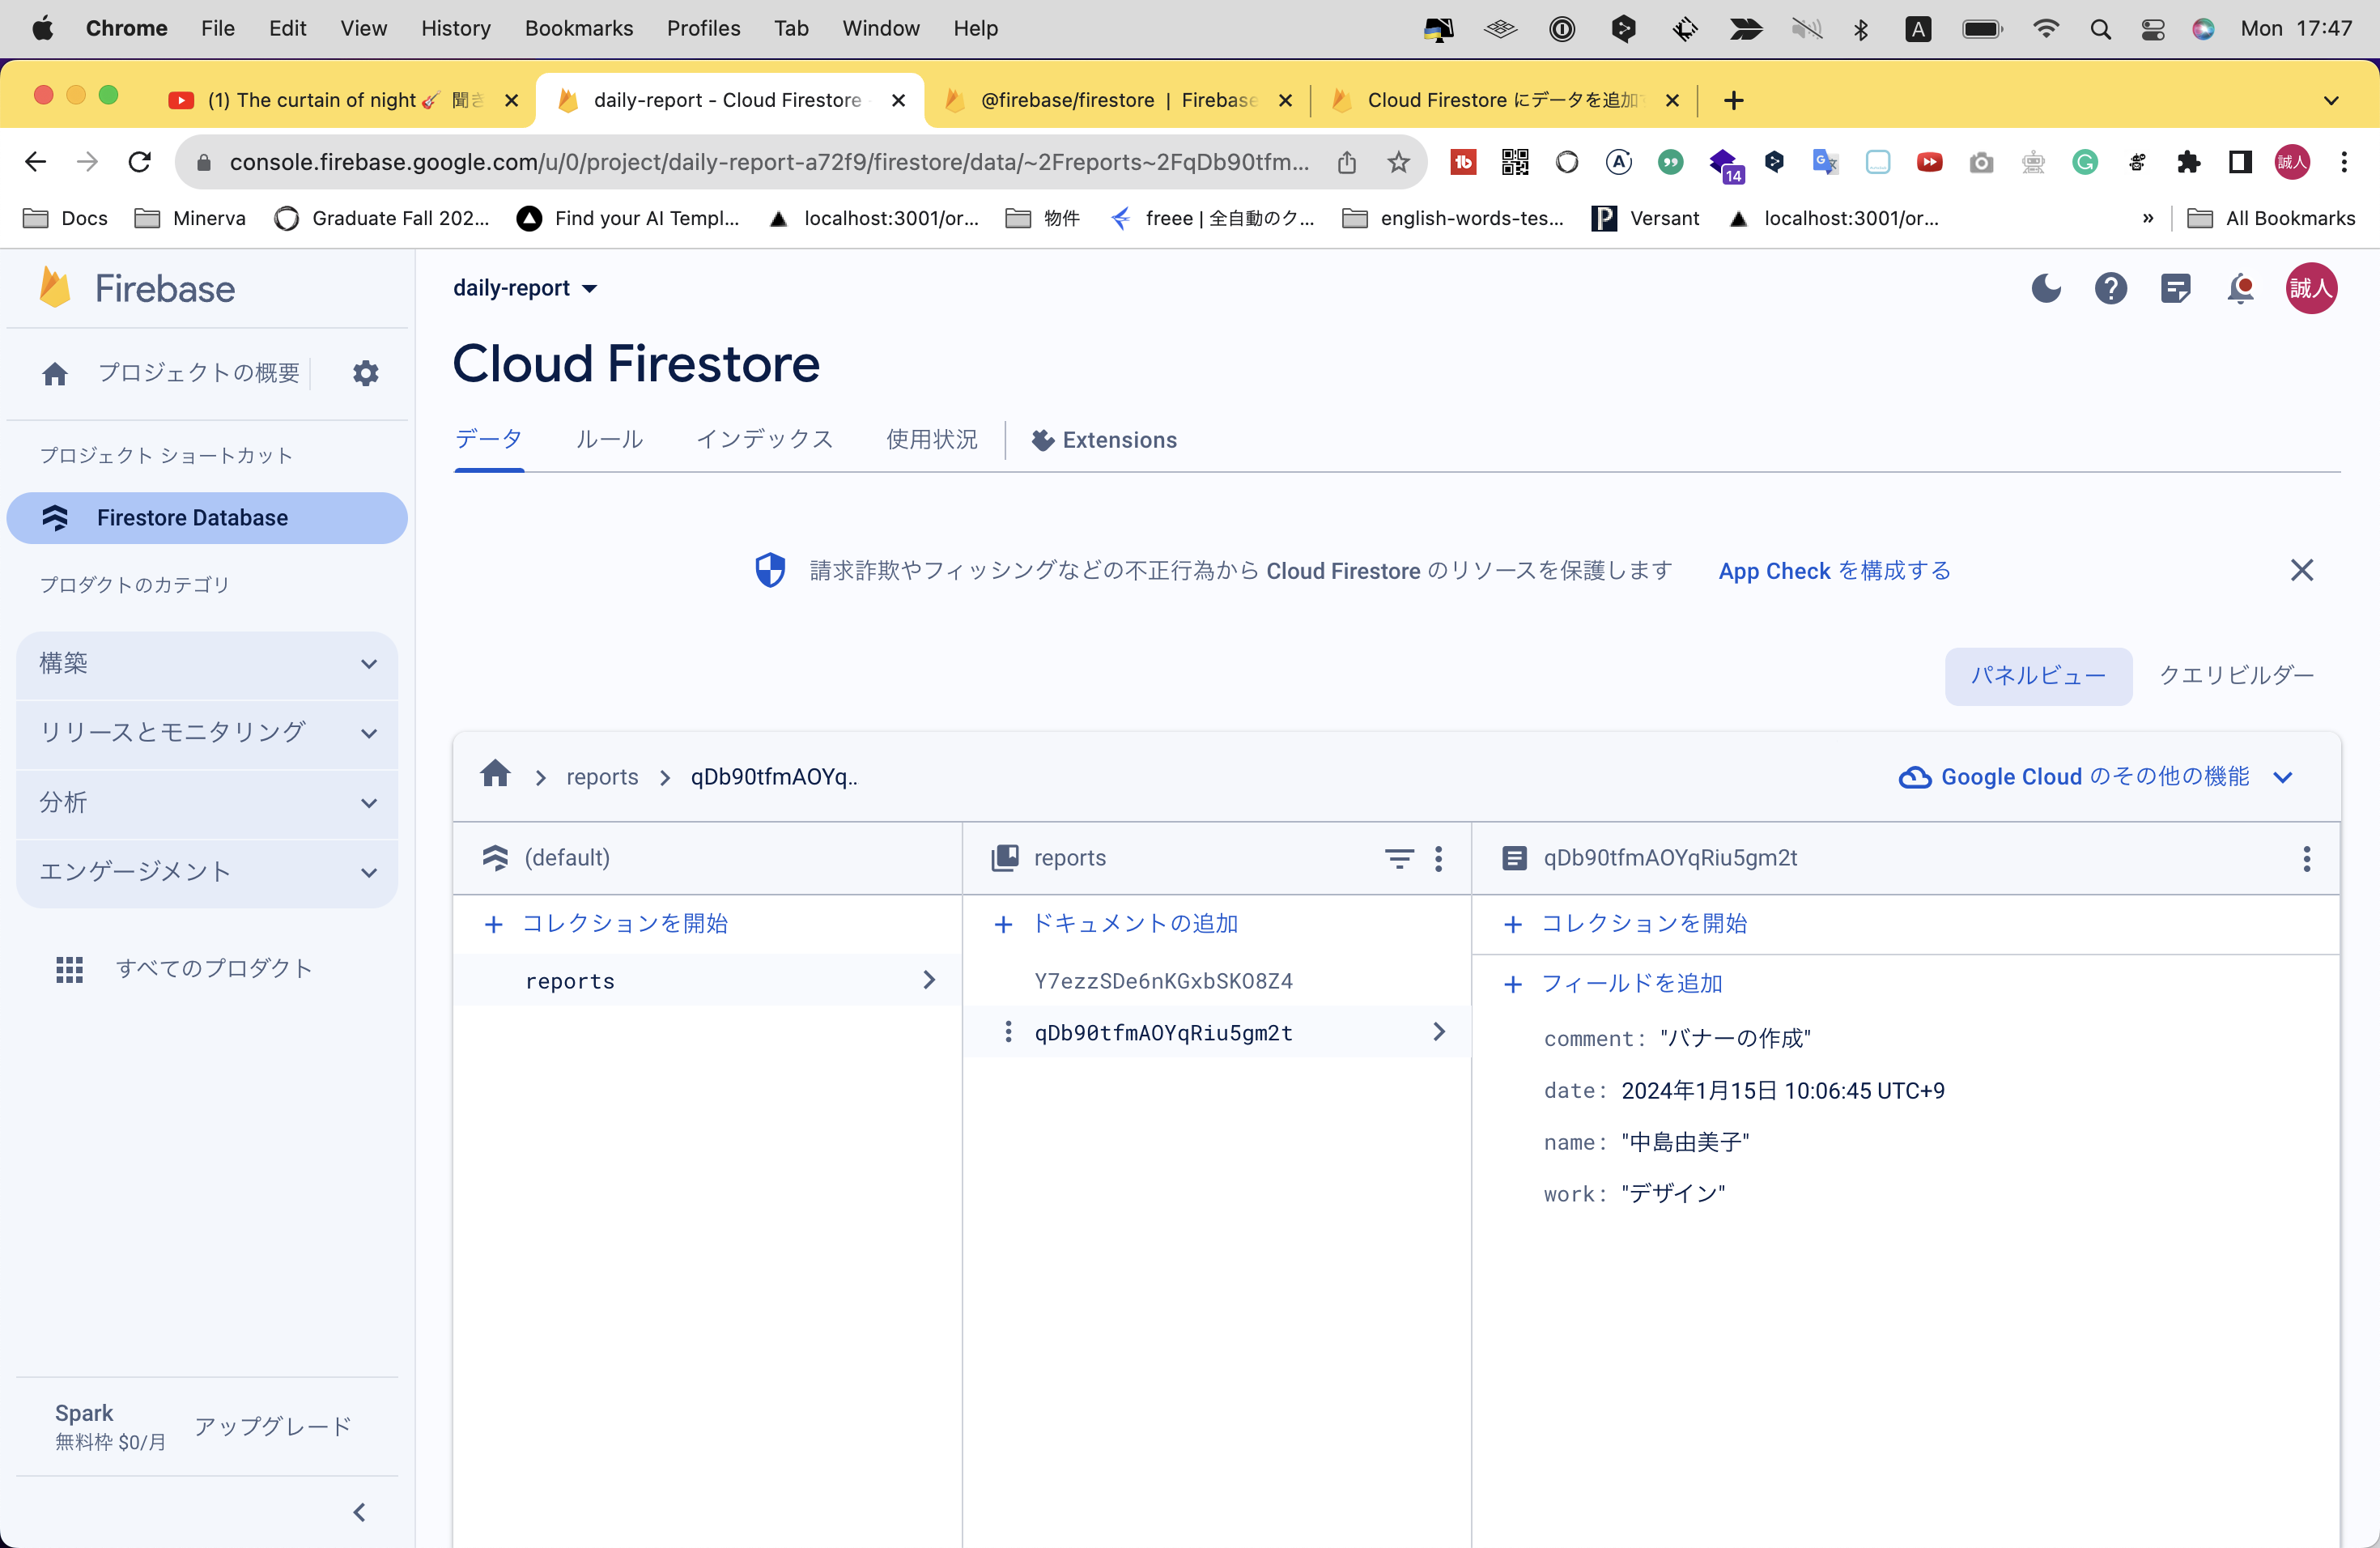 Chrome File Edit View History Bookmarks Profiles Tab Window Help A Mon 17:47
(1) The curtain of night🎸 聞き daily-report - Cloud Firestore @firebase/firestore | Firebase Cloud Firestore にデータを追加
console.firebase.google.com/u/0/project/daily-report-a72f9/firestore/data/~2Freports~2FqDb90tfm... 14 誠人
Docs Minerva Graduate Fall 202... Find your AI Templ... localhost:3001/or... 物件 freee | 全自動のク... english-words-tes... Versant localhost:3001/or... » All Bookmarks
Firebase
daily-report
誠人
プロジェクトの概要
Cloud Firestore
データ ルール インデックス 使用状況 Extensions
プロジェクト ショートカット
Firestore Database
請求詐欺やフィッシングなどの不正行為から Cloud Firestore のリソースを保護します App Check を構成する
プロダクトのカテゴリ
構築
リリースとモニタリング
分析
エンゲージメント
すべてのプロダクト
パネルビュー クエリビルダー
reports qDb90tfmAOYq..
Google Cloud のその他の機能
(default)
コレクションを開始
reports
reports
ドキュメントの追加
Y7ezzSDe6nKGxbSKO8Z4
qDb90tfmAOYqRiu5gm2t
qDb90tfmAOYqRiu5gm2t
コレクションを開始
フィールドを追加
comment: "バナーの作成"
date: 2024年1月15日 10:06:45 UTC+9
name: "中島由美子"
work: "デザイン"
Spark
無料枠 $0/月
アップグレード